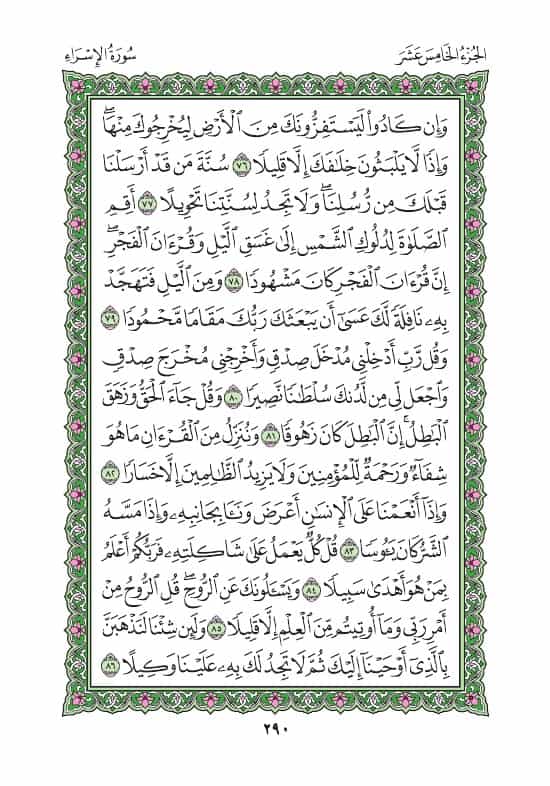 الجُزْءُ الخَامِسَ عَشَرَ
سُورَةُ الإِسْرَاءِ
وَإِن كَادُوا۟ لَيَسْتَفِزُّونَكَ مِنَ ٱلْأَرْضِ لِيُخْرِجُوكَ مِنْهَا ۖ
وَإِذًا لَّا يَلْبَثُونَ خِلَٰفَكَ إِلَّا قَلِيلًا ٧٦ سُنَّةَ مَن قَدْ أَرْسَلْنَا
قَبْلَكَ مِن رُّسُلِنَا ۖ وَلَا تَجِدُ لِسُنَّتِنَا تَحْوِيلًا ٧٧ أَقِمِ
ٱلصَّلَوٰةَ لِدُلُوكِ ٱلشَّمْسِ إِلَىٰ غَسَقِ ٱلَّيْلِ وَقُرْءَانَ ٱلْفَجْرِ ۖ
إِنَّ قُرْءَانَ ٱلْفَجْرِ كَانَ مَشْهُودًا ٧٨ وَمِنَ ٱلَّيْلِ فَتَهَجَّدْ
بِهِۦ نَافِلَةً لَّكَ عَسَىٰٓ أَن يَبْعَثَكَ رَبُّكَ مَقَامًا مَّحْمُودًا ٧٩
وَقُل رَّبِّ أَدْخِلْنِى مُدْخَلَ صِدْقٍ وَأَخْرِجْنِى مُخْرَجَ صِدْقٍ
وَٱجْعَل لِّى مِن لَّدُنكَ سُلْطَٰنًا نَّصِيرًا ٨٠ وَقُلْ جَآءَ ٱلْحَقُّ وَزَهَقَ
ٱلْبَٰطِلُ ۚ إِنَّ ٱلْبَٰطِلَ كَانَ زَهُوقًا ٨١ وَنُنَزِّلُ مِنَ ٱلْقُرْءَانِ مَا هُوَ
شِفَآءٌ وَرَحْمَةٌ لِّلْمُؤْمِنِينَ ۙ وَلَا يَزِيدُ ٱلظَّٰلِمِينَ إِلَّا خَسَارًا ٨٢
وَإِذَآ أَنْعَمْنَا عَلَى ٱلْإِنسَٰنِ أَعْرَضَ وَنَـَٔا بِجَانِبِهِۦ ۖ وَإِذَا مَسَّهُ
ٱلشَّرُّ كَانَ يَـُٔوسًا ٨٣ قُلْ كُلٌّ يَعْمَلُ عَلَىٰ شَاكِلَتِهِۦ فَرَبُّكُمْ أَعْلَمُ
بِمَنْ هُوَ أَهْدَىٰ سَبِيلًا ٨٤ وَيَسْـَٔلُونَكَ عَنِ ٱلرُّوحِ ۖ قُلِ ٱلرُّوحُ مِنْ
أَمْرِ رَبِّى وَمَآ أُوتِيتُم مِّنَ ٱلْعِلْمِ إِلَّا قَلِيلًا ٨٥ وَلَئِن شِئْنَا لَنَذْهَبَنَّ
بِٱلَّذِىٓ أَوْحَيْنَآ إِلَيْكَ ثُمَّ لَا تَجِدُ لَكَ بِهِۦ عَلَيْنَا وَكِيلًا ٨٦
٢٩٠